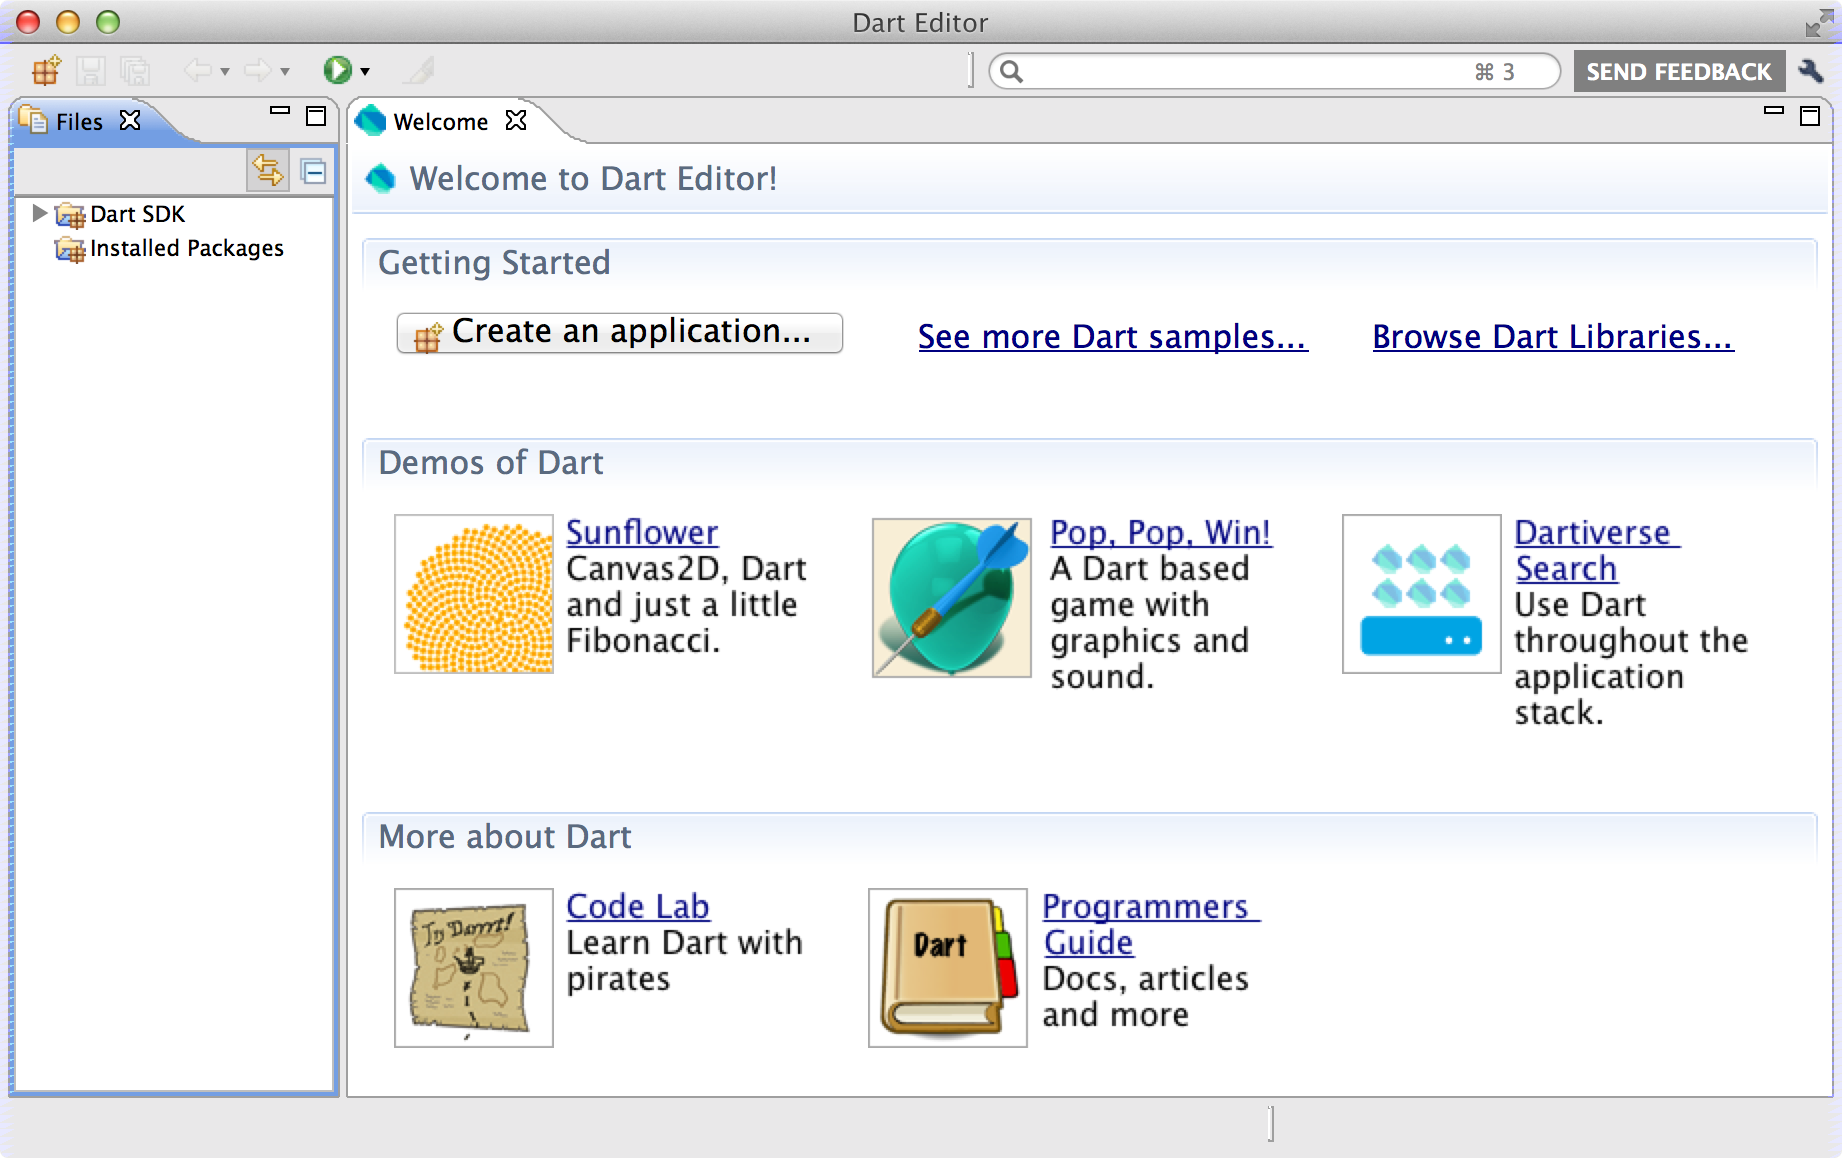 Dart Editor
⌘ 3
SEND FEEDBACK
Files
Welcome
Dart SDK
Installed Packages
Welcome to Dart Editor!
Getting Started
Create an application...
See more Dart samples...
Browse Dart Libraries...
Demos of Dart
Sunflower
Canvas2D, Dart
and just a little
Fibonacci.
Pop, Pop, Win!
A Dart based
game with
graphics and
sound.
Dartiverse
Search
Use Dart
throughout the
application
stack.
More about Dart
Try Darrrt!
Code Lab
Learn Dart with
pirates
Dart
Programmers
Guide
Docs, articles
and more